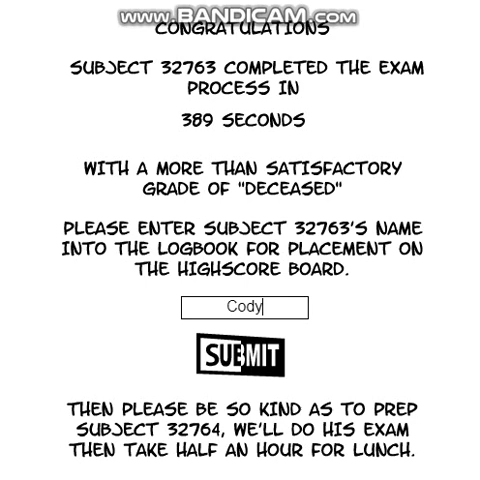 www.BANDICAM.com
CONGRATULATIONS
SUBJECT 32763 COMPLETED THE EXAM
PROCESS IN
389 SECONDS
WITH A MORE THAN SATISFACTORY
GRADE OF "DECEASED"
PLEASE ENTER SUBJECT 32763'S NAME
INTO THE LOGBOOK FOR PLACEMENT ON
THE HIGHSCORE BOARD.
Cody
SUBMIT
THEN PLEASE BE SO KIND AS TO PREP
SUBJECT 32764, WE'LL DO HIS EXAM
THEN TAKE HALF AN HOUR FOR LUNCH.